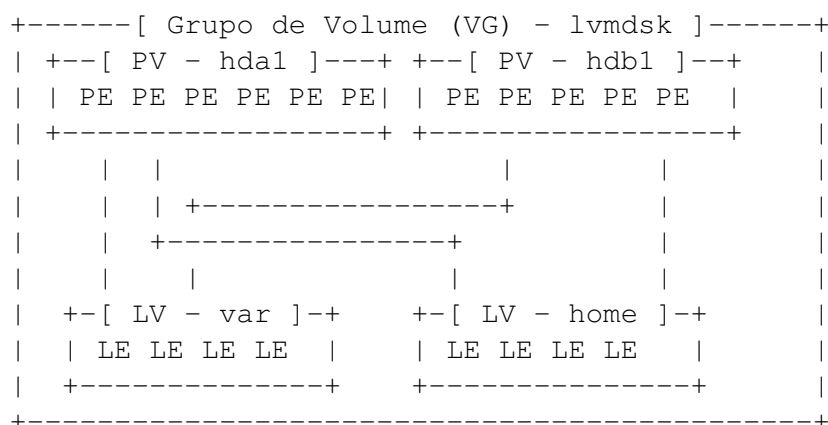 +------[ Grupo de Volume (VG) - lvmdsk ]------+
| +--[ PV - hda1 ]---+ +--[ PV - hdb1 ]--+    |
| | PE PE PE PE PE PE| | PE PE PE PE PE  |    |
| +------------------+ +-----------------+    |
|    |  |                   |        |        |
|    |  | +-----------------+         |        |
|    |  +----------------+           |        |
|    |    |              |           |        |
|  +-[ LV - var ]-+    +-[ LV - home ]-+      |
|  | LE LE LE LE  |    | LE LE LE LE   |      |
|  +--------------+    +---------------+      |
+---------------------------------------------+